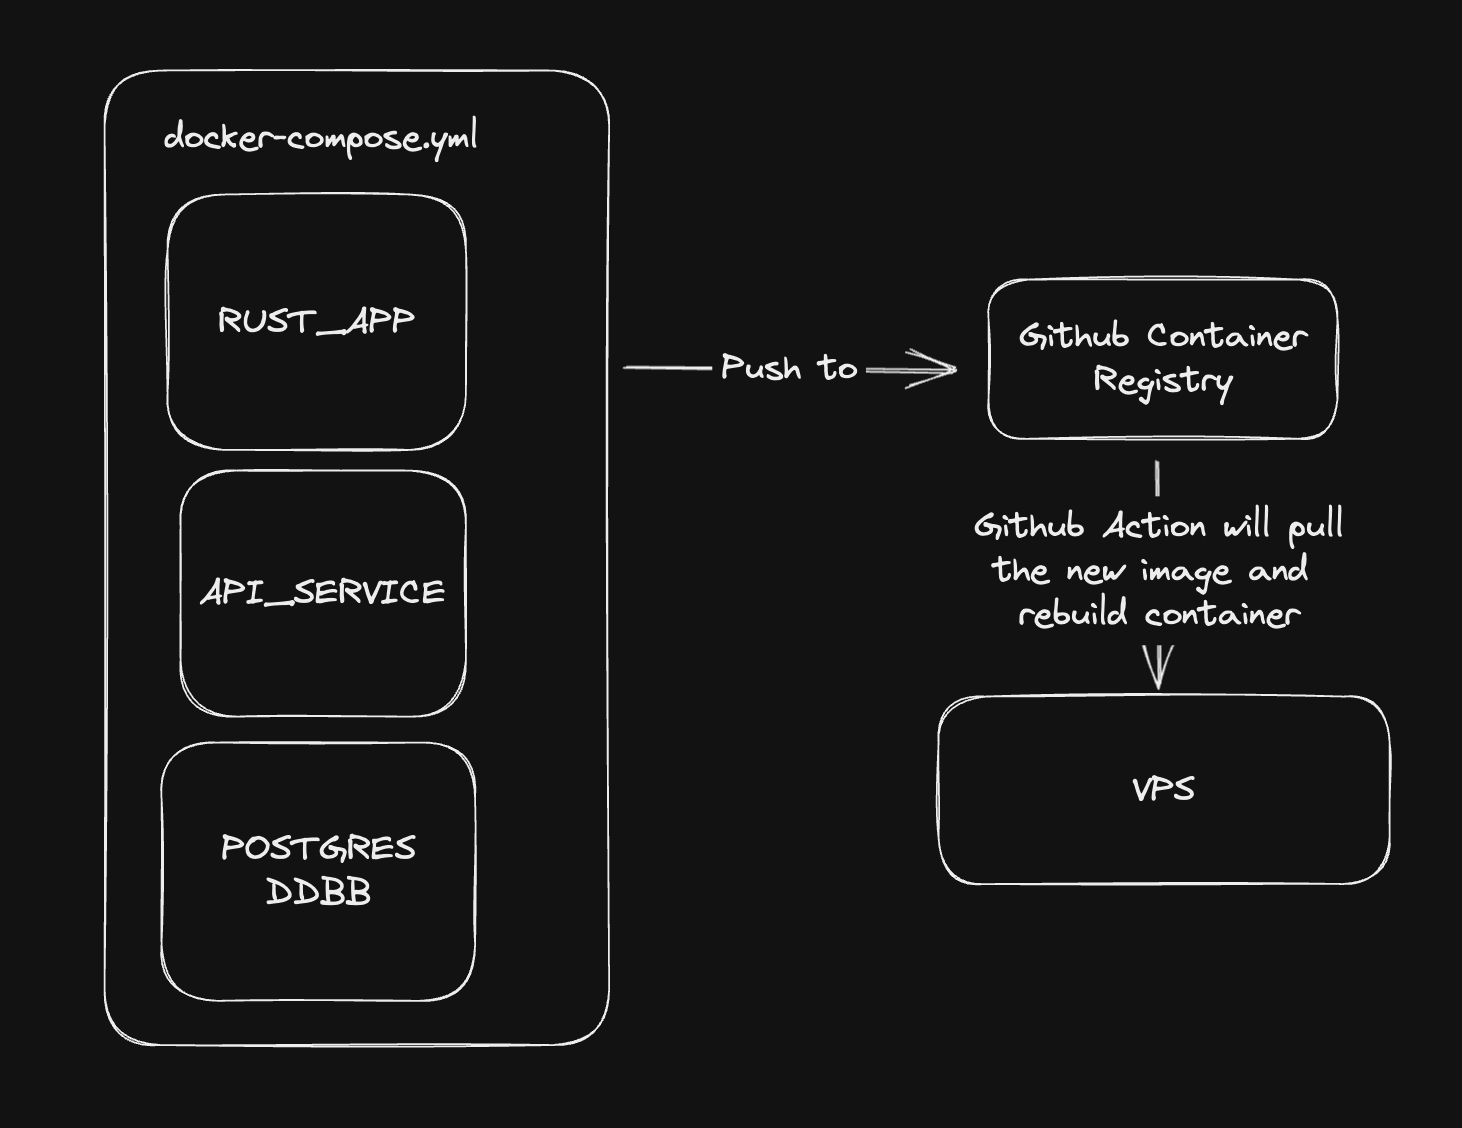 docker-compose.yml
RUST_APP
API_SERVICE
POSTGRES
DDBB
Push to
Github Container
Registry
Github Action will pull
the new image and
rebuild container
VPS